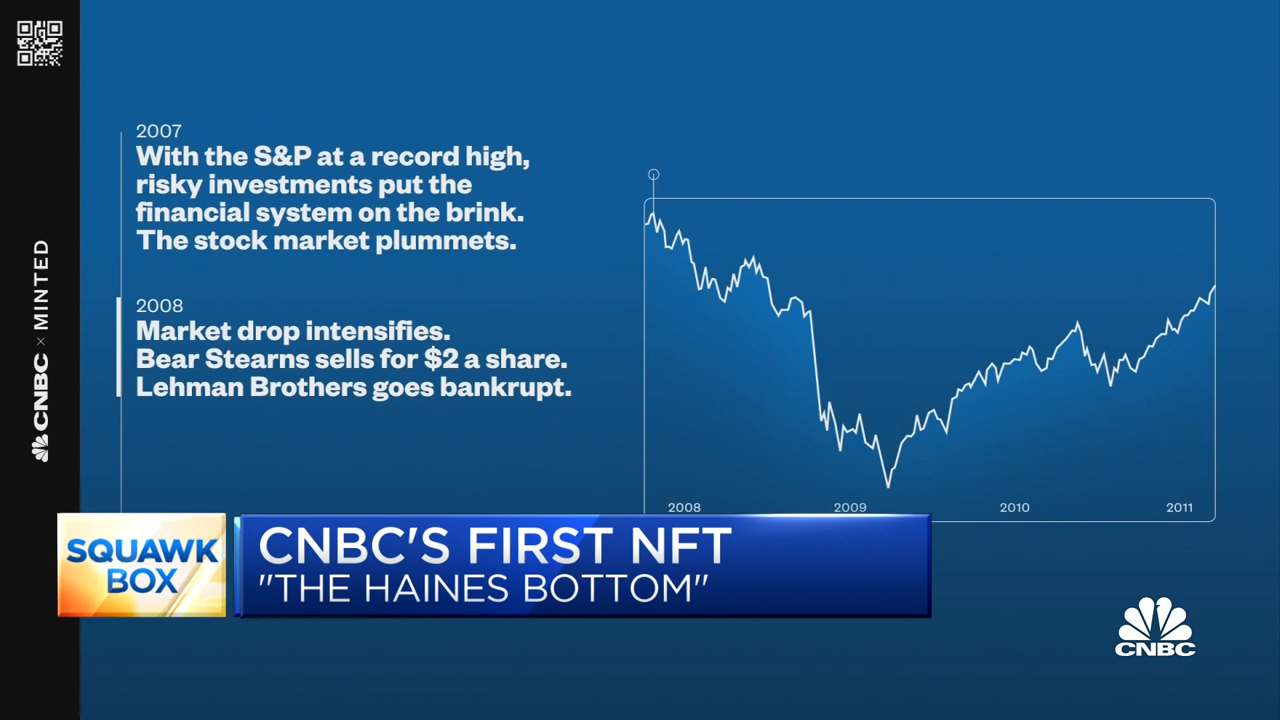 2007
With the S&P at a record high,
risky investments put the
financial system on the brink.
The stock market plummets.
2008
Market drop intensifies.
Bear Stearns sells for $2 a share.
Lehman Brothers goes bankrupt.
CNBC × MINTED
2008
2009
2010
2011
SQUAWK
BOX
CNBC'S FIRST NFT
"THE HAINES BOTTOM"
CNBC